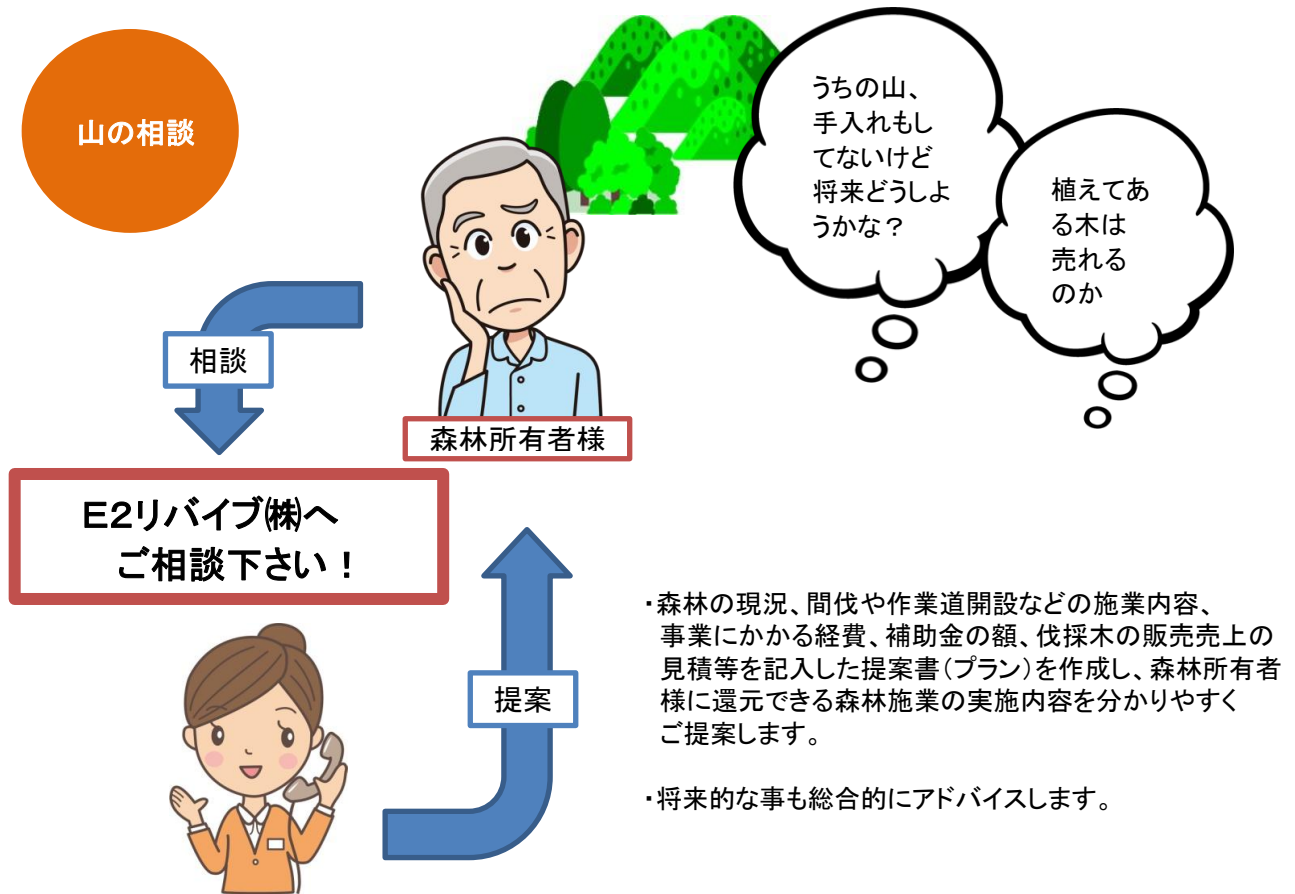 山の相談
うちの山、
手入れもし
てないけど
将来どうしよ
うかな？
植えてあ
る木は
売れる
のか
相談
森林所有者様
E2リバイブ㈱へ
ご相談下さい！
提案
・森林の現況、間伐や作業道開設などの施業内容、
事業にかかる経費、補助金の額、伐採木の販売売上の
見積等を記入した提案書（プラン）を作成し、森林所有者
様に還元できる森林施業の実施内容を分かりやすく
ご提案します。
・将来的な事も総合的にアドバイスします。